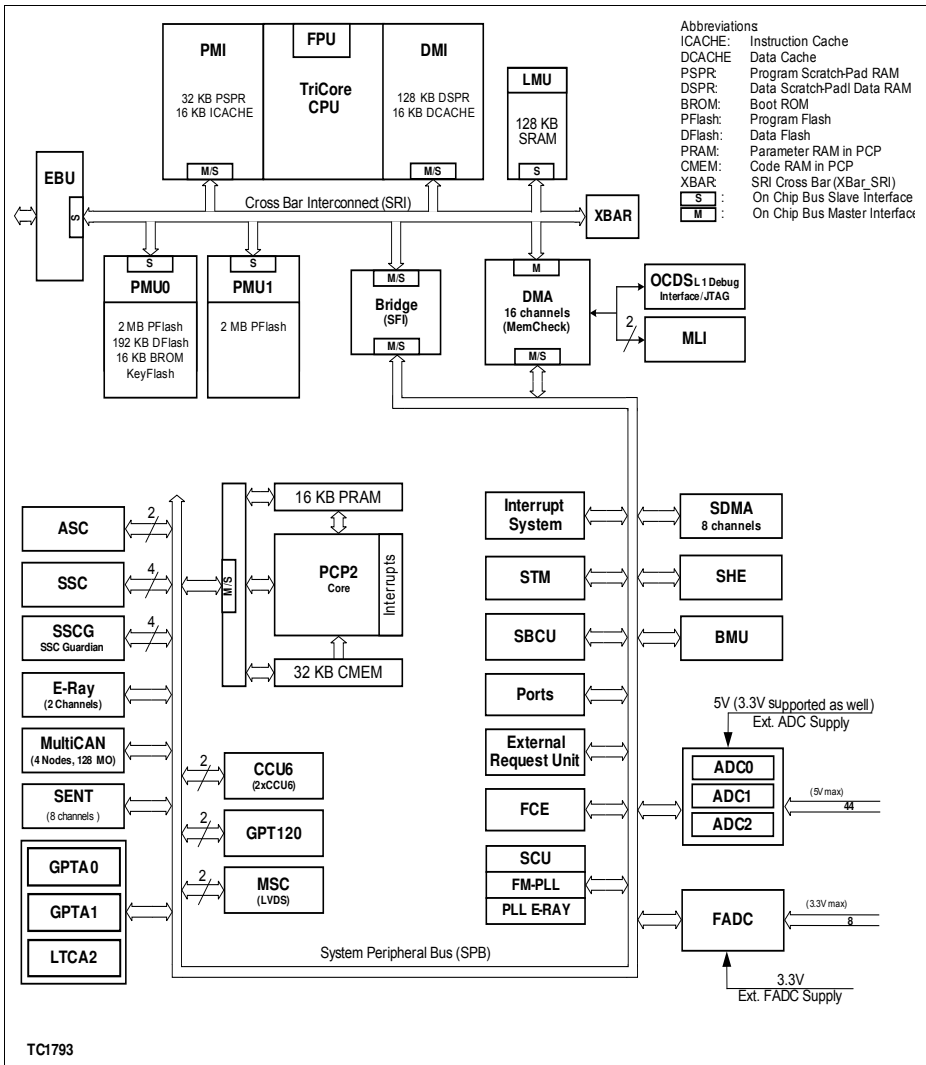 PMI
32 KB PSPR
16 KB ICACHE
FPU
TriCore
CPU
DMI
128 KB DSPR
16 KB DCACHE
M/S
M/S
LMU
128 KB
SRAM
S
Abbreviations:
ICACHE: Instruction Cache
DCACHE Data Cache
PSPR: Program Scratch-Pad RAM
DSPR: Data Scratch-Padl Data RAM
BROM: Boot ROM
PFlash: Program Flash
DFlash: Data Flash
PRAM: Parameter RAM in PCP
CMEM: Code RAM in PCP
XBAR: SRI Cross Bar (XBar_SRI)
S : On Chip Bus Slave Interface
M : On Chip Bus Master Interface
EBU
S
Cross Bar Interconnect (SRI)
XBAR
S
PMU0
2 MB PFlash
192 KB DFlash
16 KB BROM
KeyFlash
S
PMU1
2 MB PFlash
M/S
Bridge
(SFI)
M/S
M
DMA
16 channels
(MemCheck)
M/S
OCDS L1 Debug
Interface/JTAG
2
MLI
ASC
2
SSC
4
SSCG
SSC Guardian
4
E-Ray
(2 Channels)
MultiCAN
(4 Nodes, 128 MO)
SENT
(8 channels )
GPTA0
GPTA1
LTCA2
M/S
16 KB PRAM
PCP2
Core
Interrupts
32 KB CMEM
2
CCU6
(2xCCU6)
2
GPT120
2
MSC
(LVDS)
Interrupt
System
STM
SBCU
Ports
External
Request Unit
FCE
SCU
FM-PLL
PLL E-RAY
SDMA
8 channels
SHE
BMU
5V (3.3V supported as well)
Ext. ADC Supply
ADC0
ADC1
ADC2
(5V max)
44
FADC
(3.3V max)
8
3.3V
Ext. FADC Supply
System Peripheral Bus (SPB)
TC1793